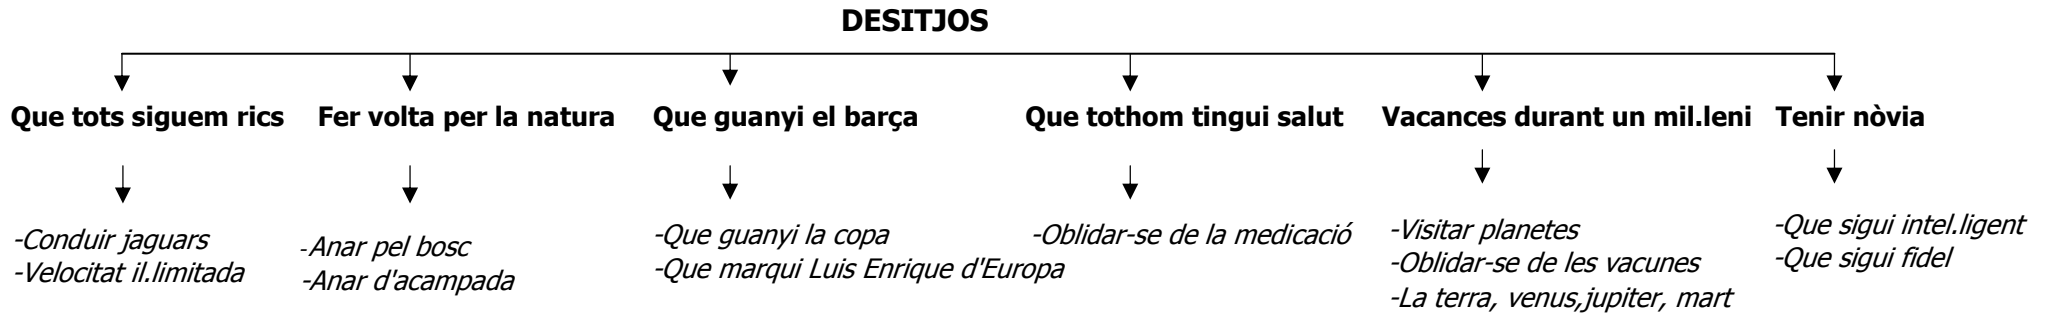 DESITJOS
Que tots siguem rics
Fer volta per la natura
Que guanyi el barça
Que tothom tingui salut
Vacances durant un mil.leni
Tenir nòvia
-Conduir jaguars
-Velocitat il.limitada
-Anar pel bosc
-Anar d'acampada
-Que guanyi la copa
-Que marqui Luis Enrique d'Europa
-Oblidar-se de la medicació
-Visitar planetes
-Oblidar-se de les vacunes
-La terra, venus,jupiter, mart
-Que sigui intel.ligent
-Que sigui fidel